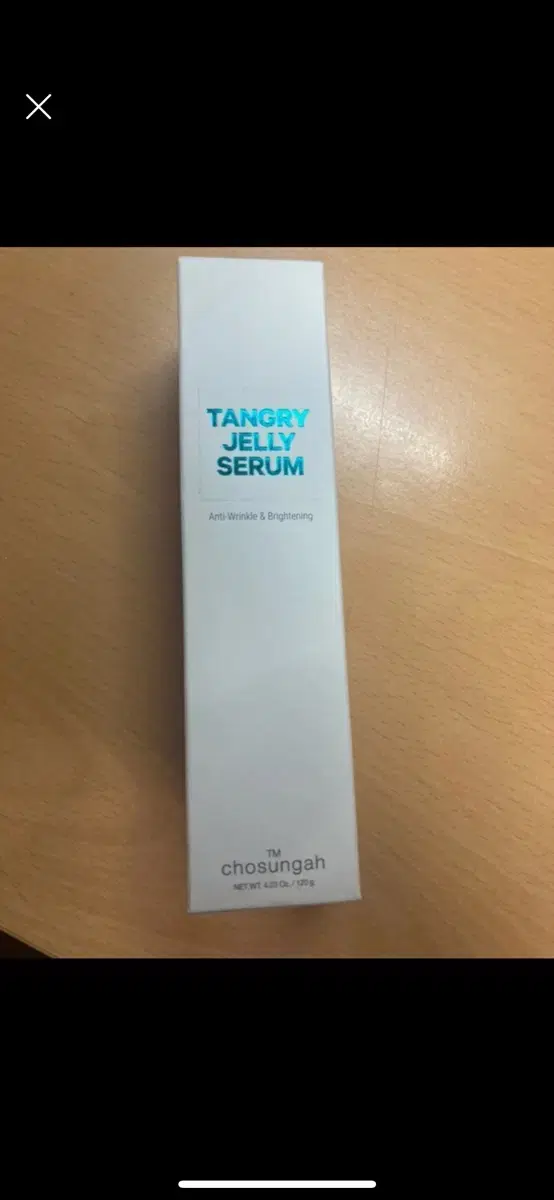 TANGRY
JELLY
SERUM
Anti-Wrinkle & Brightening
TM
chosungah
NET WT. 4.23 Oz. / 120 g